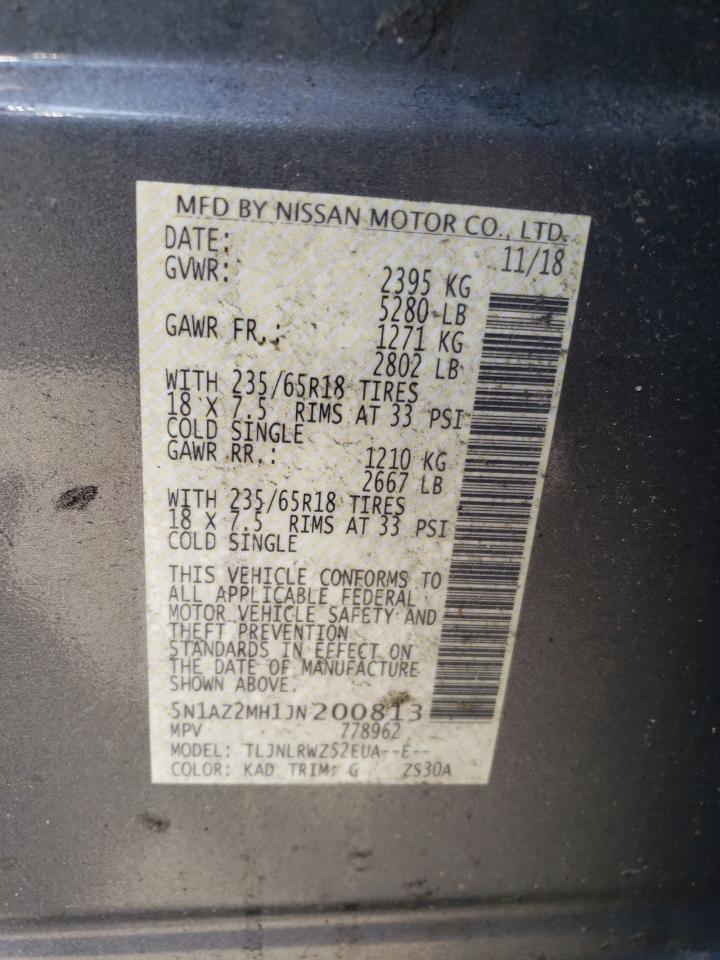 MFD BY NISSAN MOTOR CO., LTD.
DATE: 11/18
GVWR: 2395 KG
5280 LB
GAWR FR.: 1271 KG
2802 LB
WITH 235/65R18 TIRES
18 X 7.5 RIMS AT 33 PSI
COLD SINGLE
GAWR RR.: 1210 KG
2667 LB
WITH 235/65R18 TIRES
18 X 7.5 RIMS AT 33 PSI
COLD SINGLE
THIS VEHICLE CONFORMS TO
ALL APPLICABLE FEDERAL
MOTOR VEHICLE SAFETY AND
THEFT PREVENTION
STANDARDS IN EFFECT ON
THE DATE OF MANUFACTURE
SHOWN ABOVE.
5N1AZ2MH1JN200813
MPV 778962
MODEL: TLJNLRWZ52EUA--E--
COLOR: KAD TRIM: G ZS30A